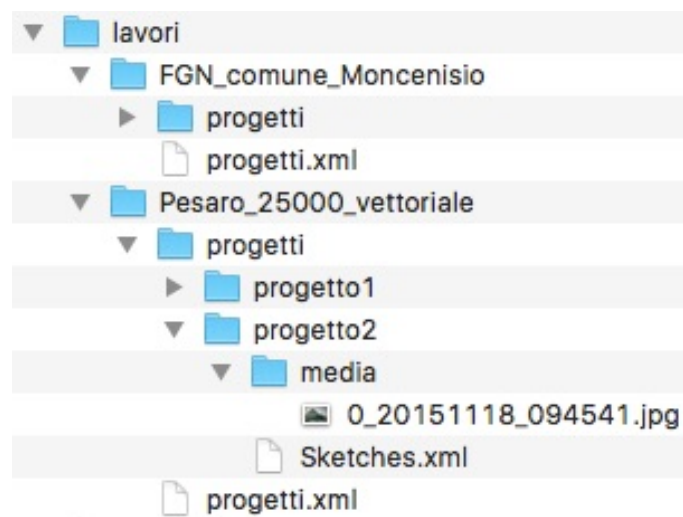 lavori
FGN_comune_Moncenisio
progetti
progetti.xml
Pesaro_25000_vettoriale
progetti
progetto1
progetto2
media
0_20151118_094541.jpg
Sketches.xml
progetti.xml